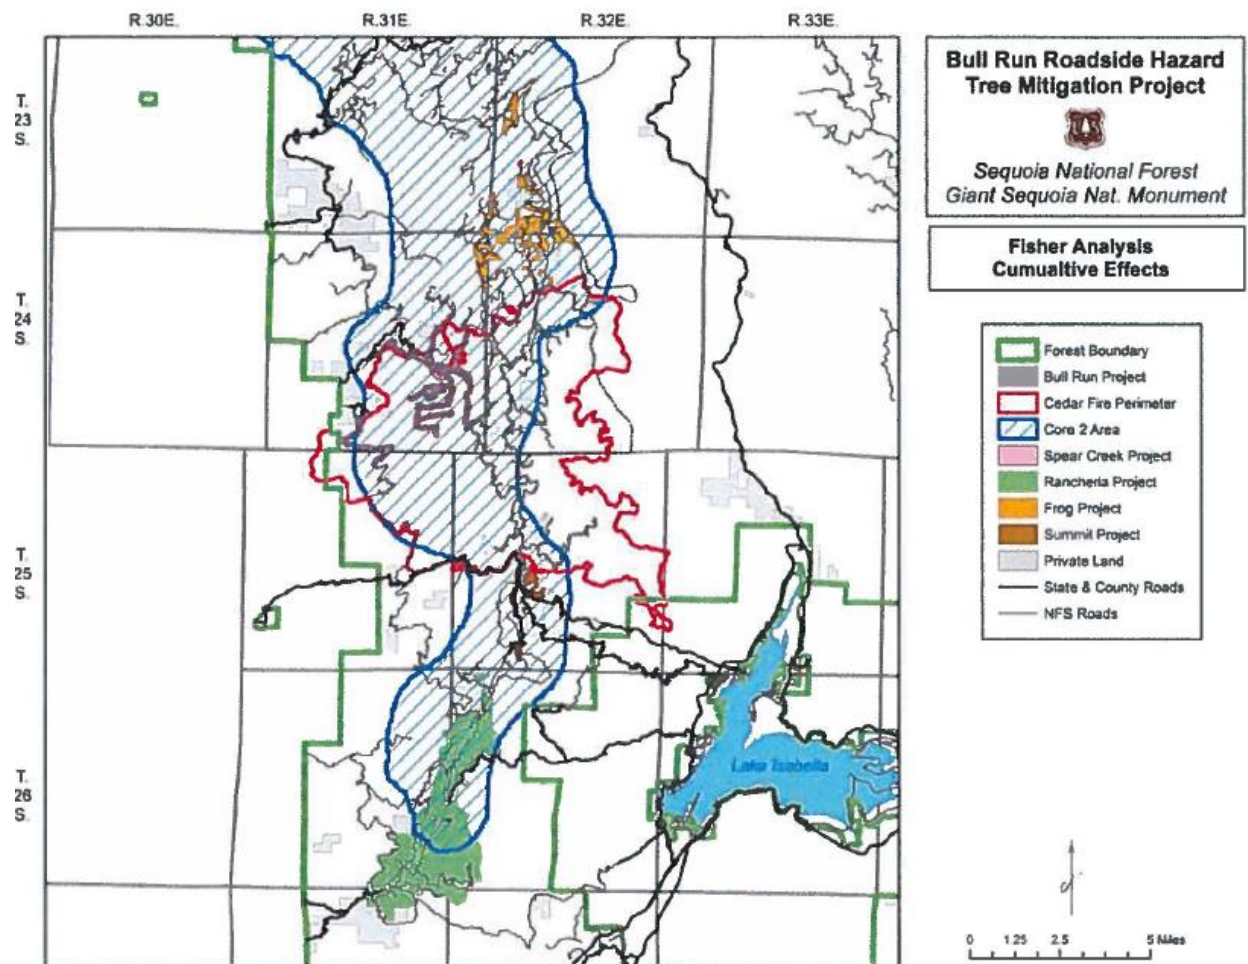 R.30E. R.31E. R.32E. R.33E.
T.
23
S.
T.
24
S.
T.
25
S.
T.
26
S.
Lake Isabella
Bull Run Roadside Hazard
Tree Mitigation Project
Sequoia National Forest
Giant Sequoia Nat. Monument
Fisher Analysis
Cumualtive Effects
Forest Boundary
Bull Run Project
Cedar Fire Perimeter
Core 2 Area
Spear Creek Project
Rancheria Project
Frog Project
Summit Project
Private Land
State & County Roads
NFS Roads
0 1.25 2.5 5 Miles